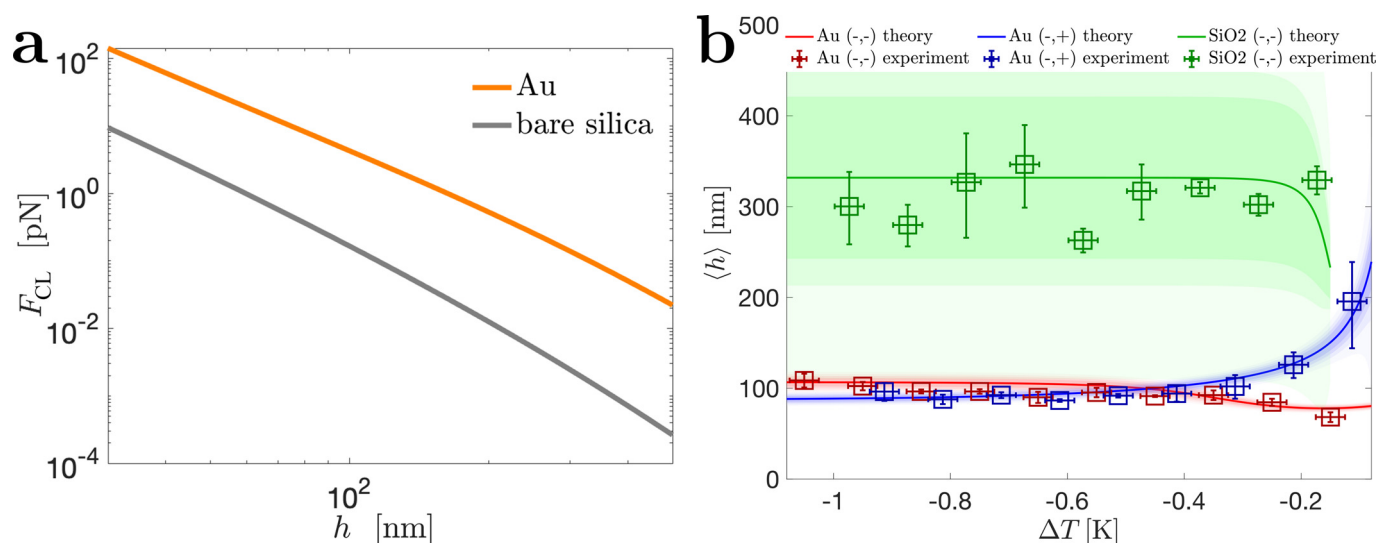 a
10^2
10^0
10^-2
10^-4
F_CL [pN]
Au
bare silica
10^2
h [nm]
b
Au (-,-) theory
Au (-,+) theory
SiO2 (-,-) theory
Au (-,-) experiment
Au (-,+) experiment
SiO2 (-,-) experiment
500
400
300
200
100
0
⟨h⟩ [nm]
-1
-0.8
-0.6
-0.4
-0.2
ΔT [K]